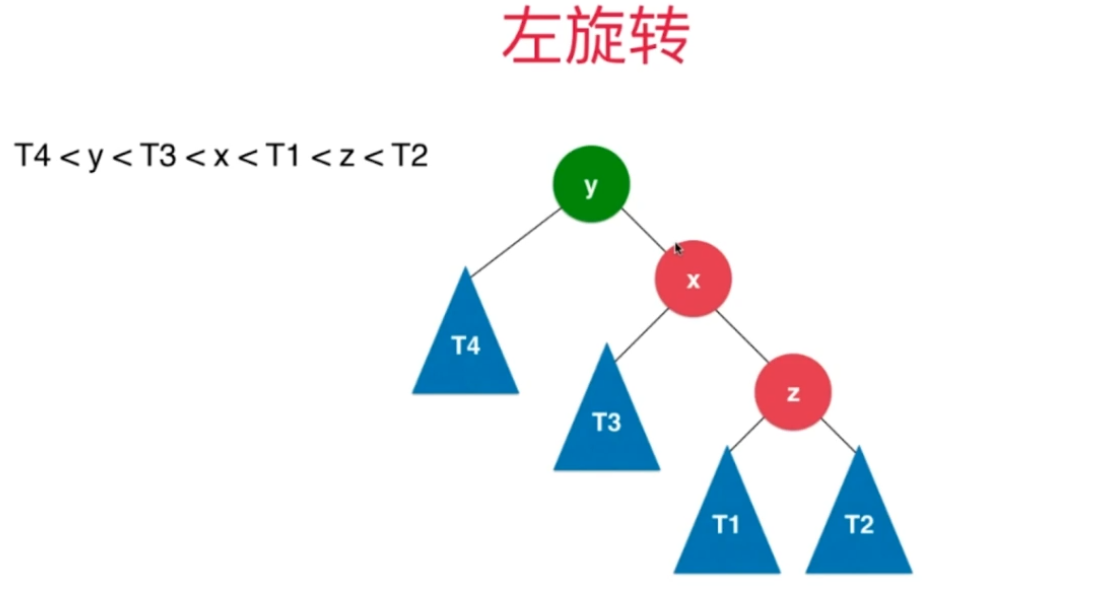 左旋转
T4 < y < T3 < x < T1 < z < T2
y
x
T4
z
T3
T1
T2